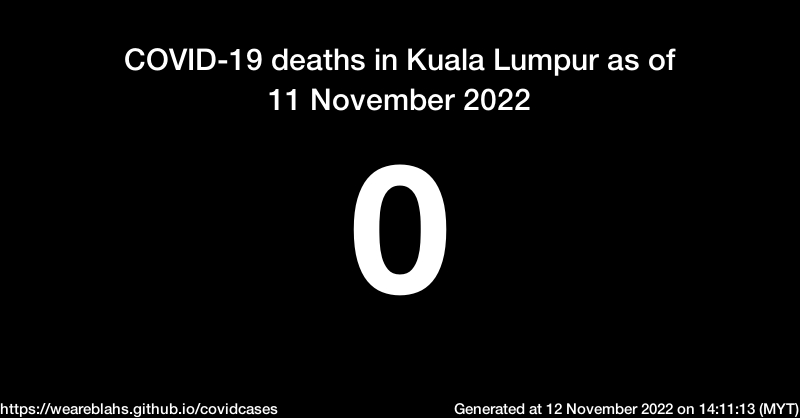 COVID-19 deaths in Kuala Lumpur as of
11 November 2022
0
https://weareblahs.github.io/covidcases
Generated at 12 November 2022 on 14:11:13 (MYT)